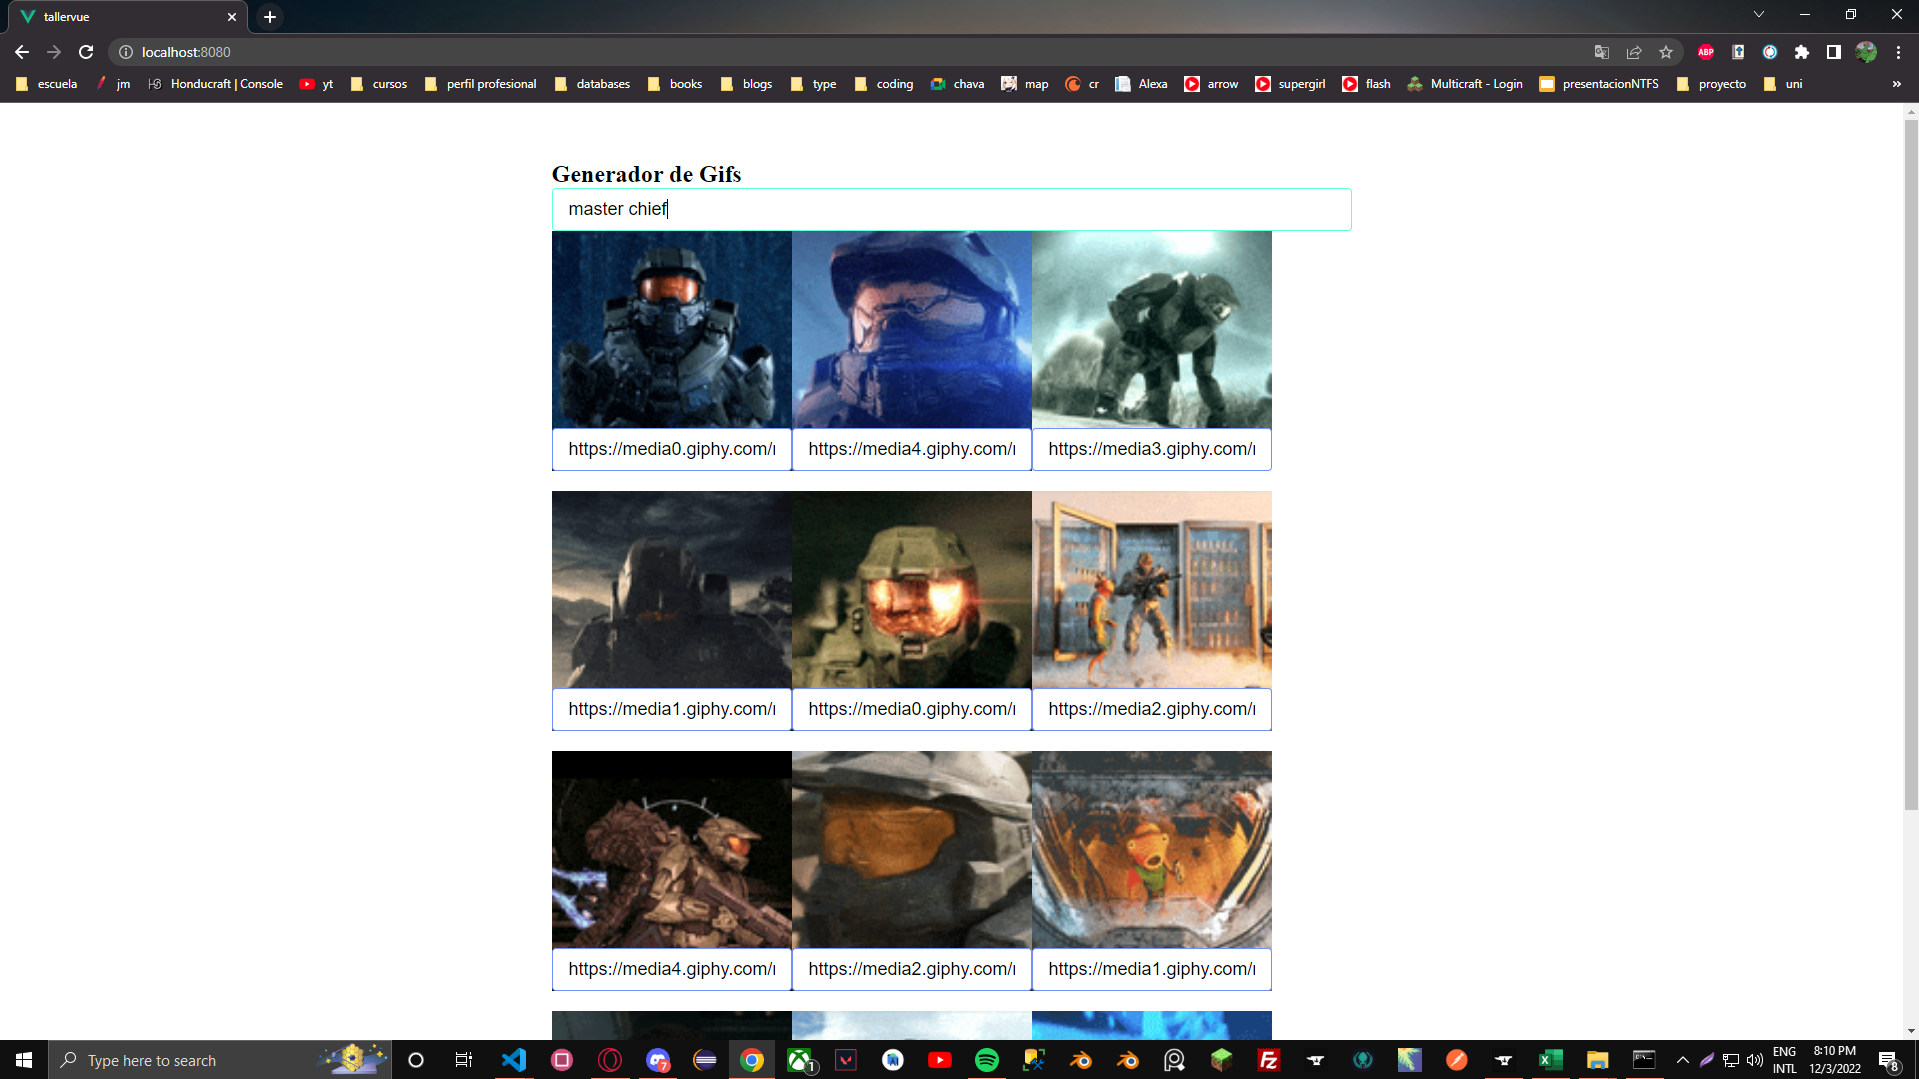 tallervue
localhost:8080
ABP
escuela jm Honducraft | Console yt cursos perfil profesional databases books blogs type coding chava map cr Alexa arrow supergirl flash Multicraft - Login presentacionNTFS proyecto uni
Generador de Gifs
master chief
https://media0.giphy.com/ https://media4.giphy.com/ https://media3.giphy.com/
https://media1.giphy.com/ https://media0.giphy.com/ https://media2.giphy.com/
https://media4.giphy.com/ https://media2.giphy.com/ https://media1.giphy.com/
Type here to search
7
1
ENG
INTL
8:10 PM
12/3/2022
8